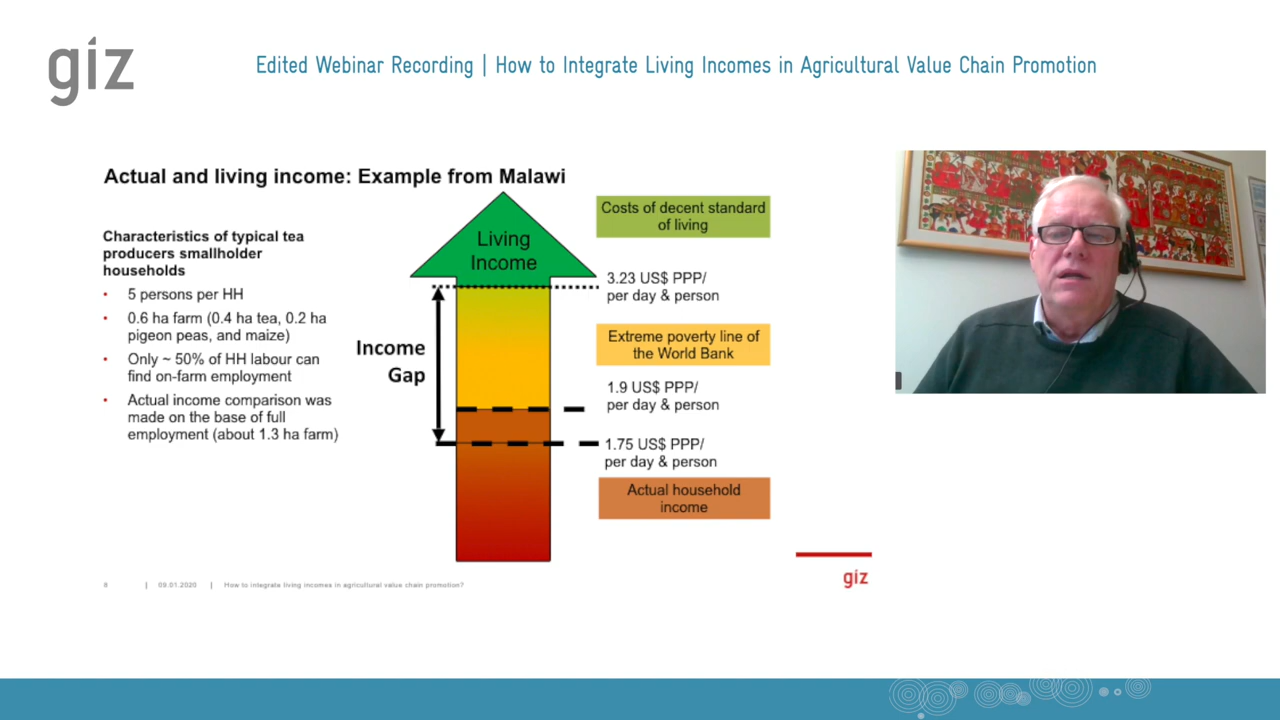 giz
Edited Webinar Recording | How to Integrate Living Incomes in Agricultural Value Chain Promotion
Actual and living income: Example from Malawi
Characteristics of typical tea
producers smallholder
households
• 5 persons per HH
• 0.6 ha farm (0.4 ha tea, 0.2 ha
pigeon peas, and maize)
• Only ~ 50% of HH labour can
find on-farm employment
• Actual income comparison was
made on the base of full
employment (about 1.3 ha farm)
Living
Income
Income
Gap
Costs of decent standard
of living
3.23 US$ PPP/
per day & person
Extreme poverty line of
the World Bank
1.9 US$ PPP/
per day & person
1.75 US$ PPP/
per day & person
Actual household
income
| 09.01.2020 | How to integrate living incomes in agricultural value chain promotion?
giz